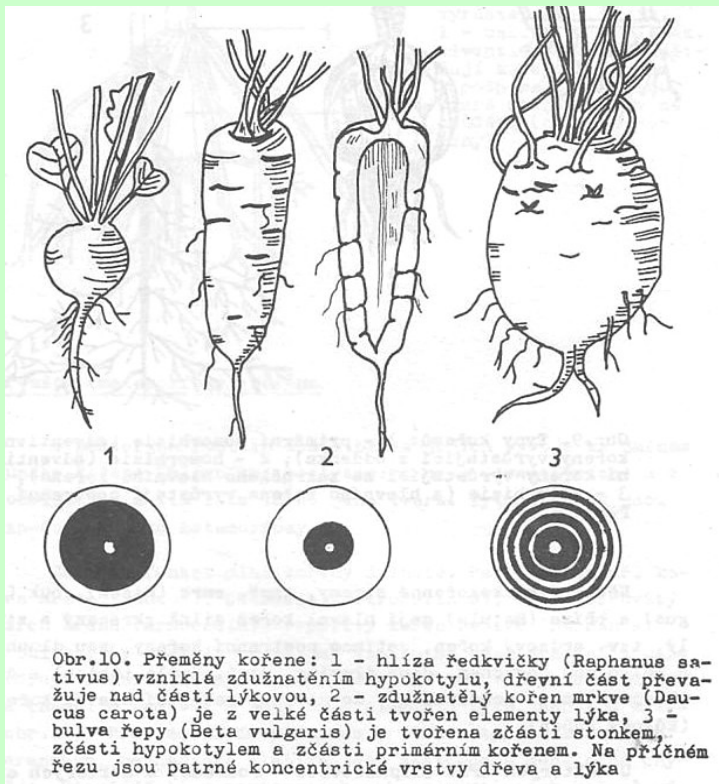 1 2 3
Obr.10. Přeměny kořene: 1 - hlíza ředkvičky (Raphanus sa-
tivus) vzniklá zdužnatěním hypokotylu, dřevní část převa-
žuje nad částí lýkovou, 2 - zdužnatělý kořen mrkve (Dau-
cus carota) je z velké části tvořen elementy lýka, 3 -
bulva řepy (Beta vulgaris) je tvořena zčásti stonkem,
zčásti hypokotylem a zčásti primárním kořenem. Na příčném
řezu jsou patrné koncentrické vrstvy dřeva a lýka